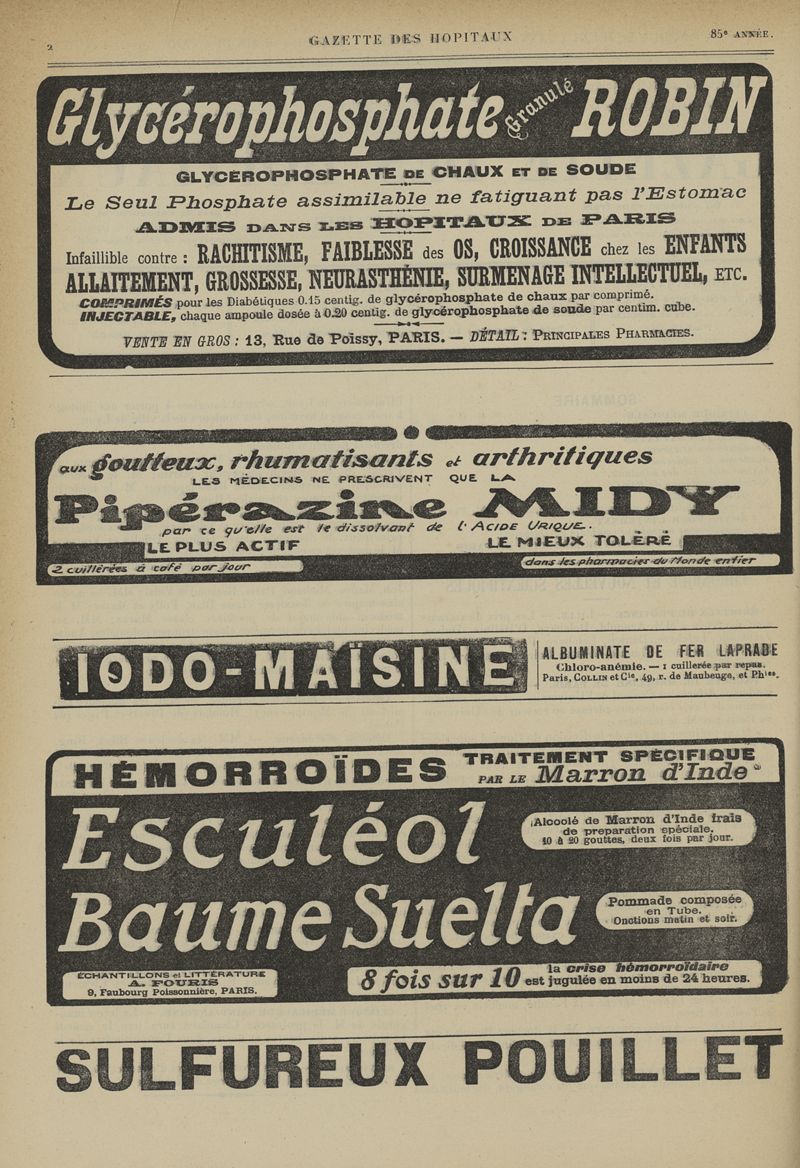 2
GAZETTE DES HOPITAUX
85e ANNÉE.
Glycérophosphate Granulé ROBIN
GLYCÉROPHOSPHATE DE CHAUX ET DE SOUDE
Le Seul Phosphate assimilable ne fatiguant pas l'Estomac
ADMIS DANS LES HOPITAUX DE PARIS
Infaillible contre : RACHITISME, FAIBLESSE des OS, CROISSANCE chez les ENFANTS
ALLAITEMENT, GROSSESSE, NEURASTHÉNIE, SURMENAGE INTELLECTUEL, ETC.
COMPRIMÉS pour les Diabétiques 0.15 centig. de glycérophosphate de chaux par comprimé.
INJECTABLE, chaque ampoule dosée à 0.20 centig. de glycérophosphate de soude par centim. cube.
VENTE EN GROS : 13, Rue de Poissy, PARIS. — DÉTAIL : PRINCIPALES PHARMACIES.
aux goutteux, rhumatisants et arthritiques
LES MÉDECINS NE PRESCRIVENT QUE LA
Pipérazine MIDY
par ce qu'elle est le dissolvant de l'ACIDE URIQUE..
LE PLUS ACTIF
LE MIEUX TOLÉRÉ
2 cuillérées à café par jour
dans les pharmacies du Monde entier
IODO-MAÏSINE
ALBUMINATE DE FER LAPRADE
Chloro-anémie. — 1 cuillerée par repas.
Paris, COLLIN et Cie, 49, r. de Maubeuge, et Phies.
HÉMORROÏDES
TRAITEMENT SPÉCIFIQUE
PAR LE Marron d'Inde
Esculéol
Alcoolé de Marron d'Inde frais
de preparation spéciale.
10 à 20 gouttes, deux fois par jour.
Baume Suelta
Pommade composée
en Tube.
Onctions matin et soir.
ÉCHANTILLONS et LITTÉRATURE
A. FOURIS
9, Faubourg Poissonnière, PARIS.
8 fois sur 10 la crise hémorroïdaire
est jugulée en moins de 24 heures.
SULFUREUX POUILLET